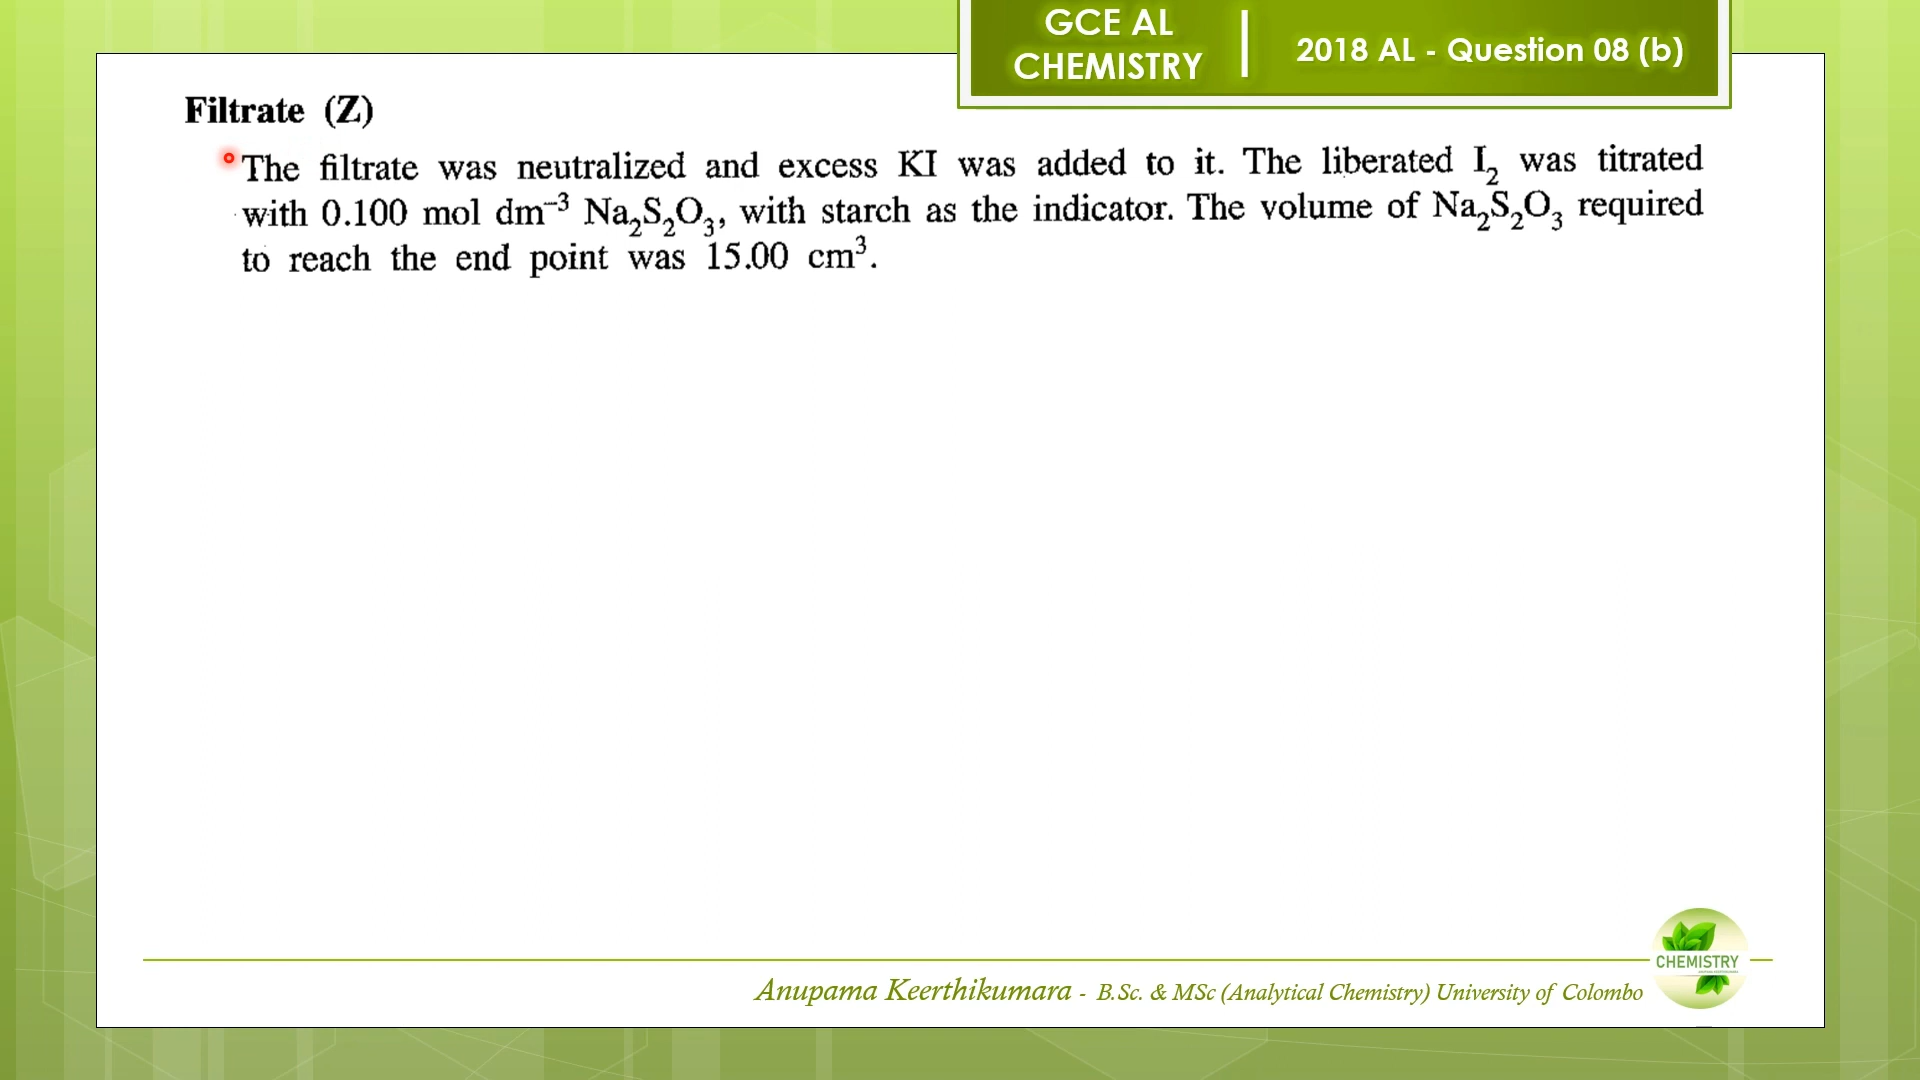 GCE AL
CHEMISTRY
2018 AL - Question 08 (b)
Filtrate (Z)
The filtrate was neutralized and excess KI was added to it. The liberated I₂ was titrated
with 0.100 mol dm⁻³ Na₂S₂O₃, with starch as the indicator. The volume of Na₂S₂O₃ required
to reach the end point was 15.00 cm³.
CHEMISTRY
Anupama Keerthikumara - B.Sc. & MSc (Analytical Chemistry) University of Colombo